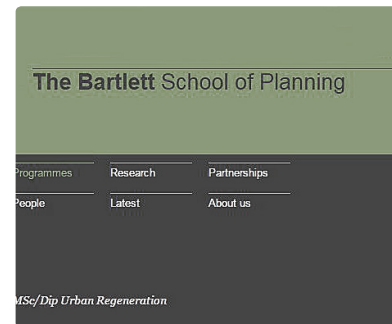 The Bartlett School of Planning
Programmes Research Partnerships
People Latest About us
MSc/Dip Urban Regeneration